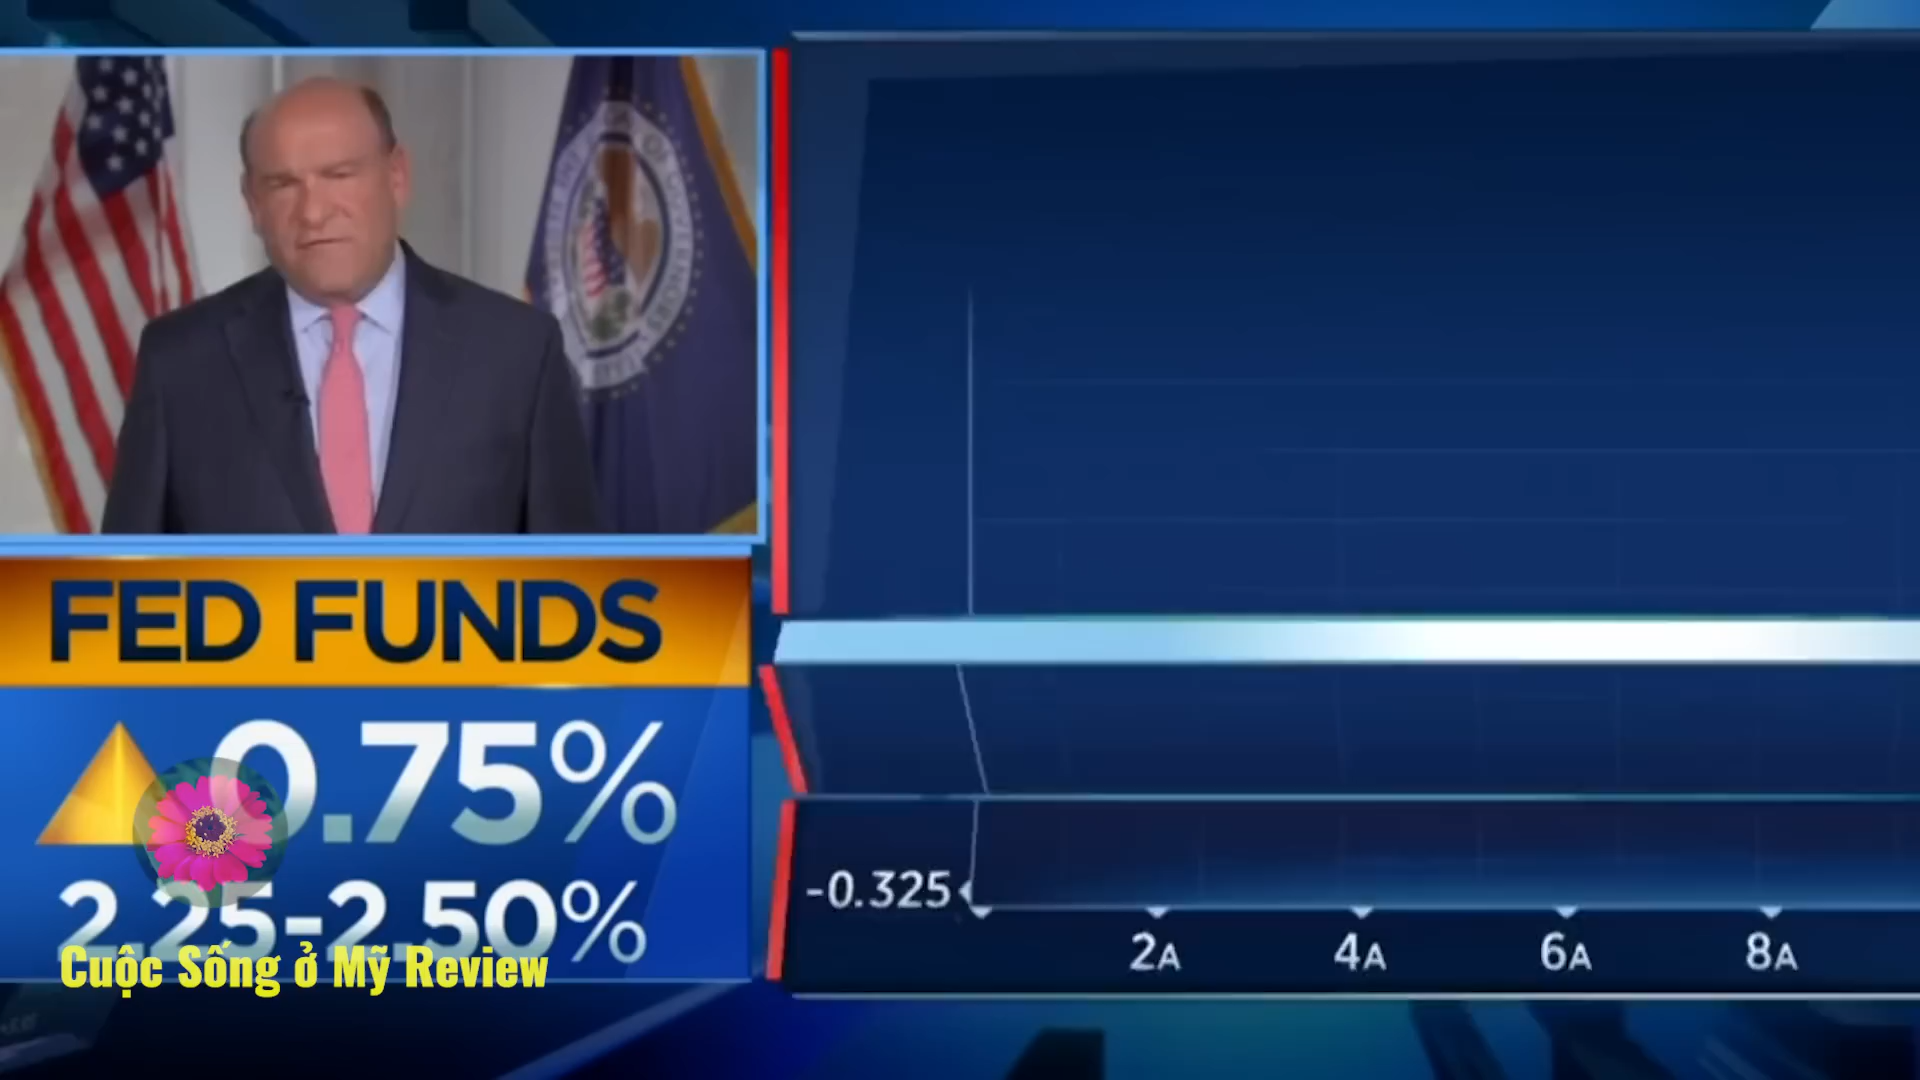 FED FUNDS
0.75%
2.25-2.50%
Cuộc Sống ở Mỹ Review
-0.325
2A 4A 6A 8A